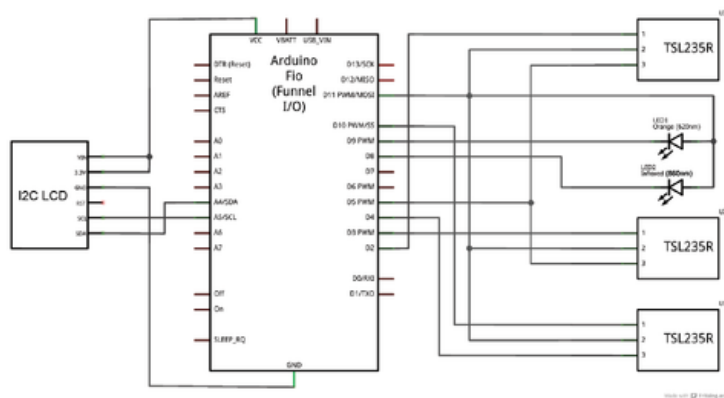 VCC
VBATT
USB_VIN
Arduino
Fio
(Funnel
I/O)
DTR (Reset)
Reset
AREF
CTS
A0
A1
A2
A3
A4/SDA
A5/SCL
A6
A7
Off
On
SLEEP_RQ
GND
D13/SCK
D12/MISO
D11 PWM/MOSI
D10 PWM/SS
D9 PWM
D8
D7
D6 PWM
D5 PWM
D4
D3 PWM
D2
D0/RXI
D1/TXO
I2C LCD
VIN
3.3V
GND
RST
SCL
SDA
1
2
3
TSL235R
LED1
Orange (620nm)
LED2
Infrared (860nm)
1
2
3
TSL235R
1
2
3
TSL235R